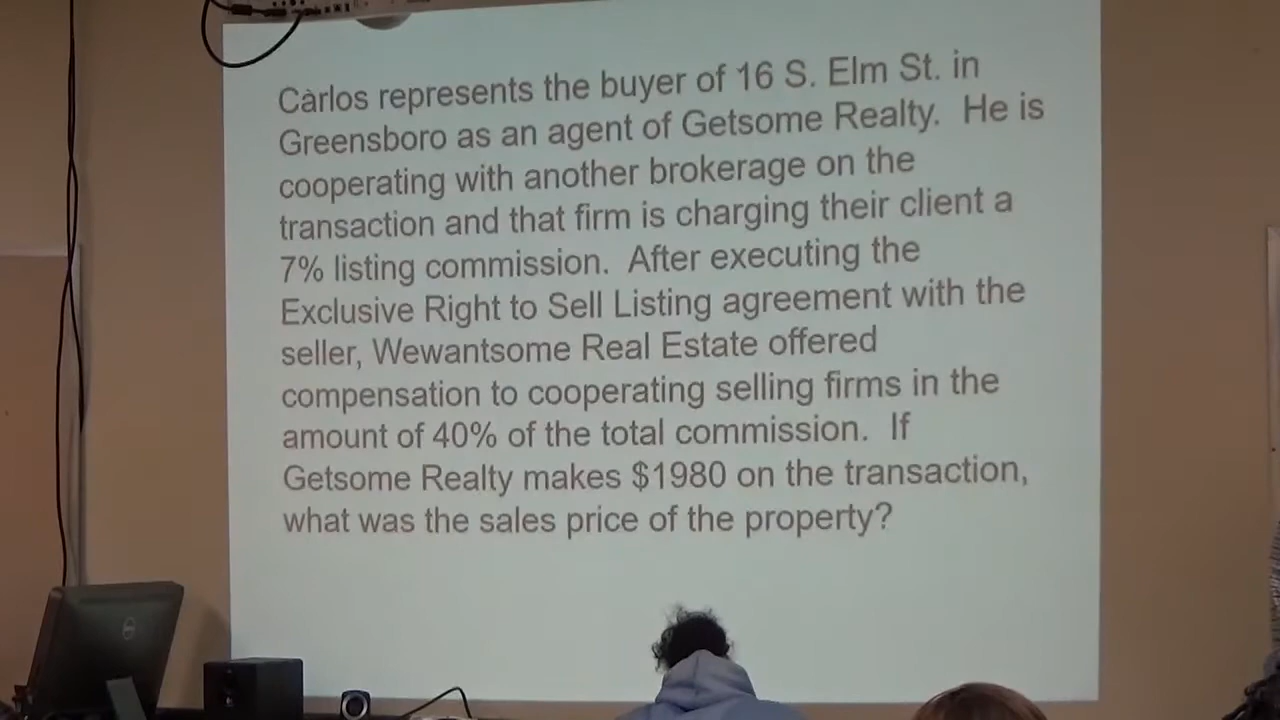 Carlos represents the buyer of 16 S. Elm St. in
Greensboro as an agent of Getsome Realty. He is
cooperating with another brokerage on the
transaction and that firm is charging their client a
7% listing commission. After executing the
Exclusive Right to Sell Listing agreement with the
seller, Wewantsome Real Estate offered
compensation to cooperating selling firms in the
amount of 40% of the total commission. If
Getsome Realty makes $1980 on the transaction,
what was the sales price of the property?